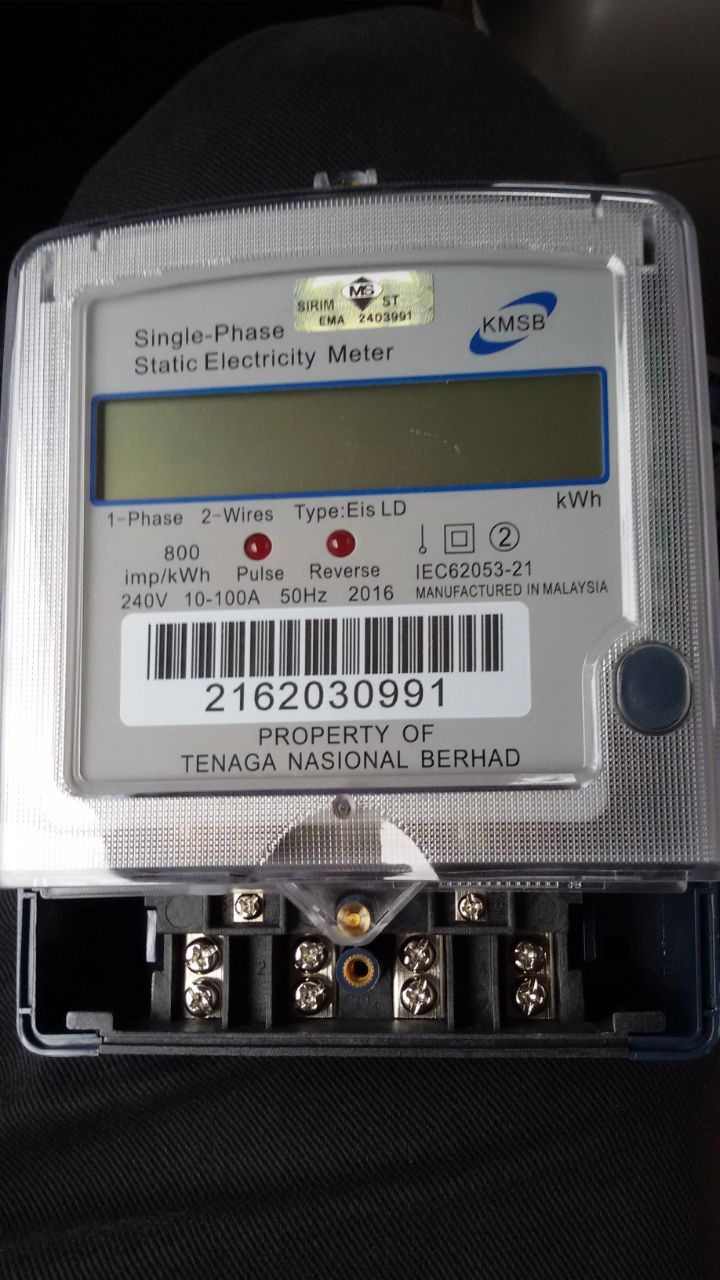 MS
SIRIM ST
EMA 2403991
KMSB
Single-Phase
Static Electricity Meter
kWh
1-Phase 2-Wires Type:Eis LD
800
imp/kWh Pulse Reverse
2
IEC62053-21
240V 10-100A 50Hz 2016 MANUFACTURED IN MALAYSIA
2162030991
PROPERTY OF
TENAGA NASIONAL BERHAD